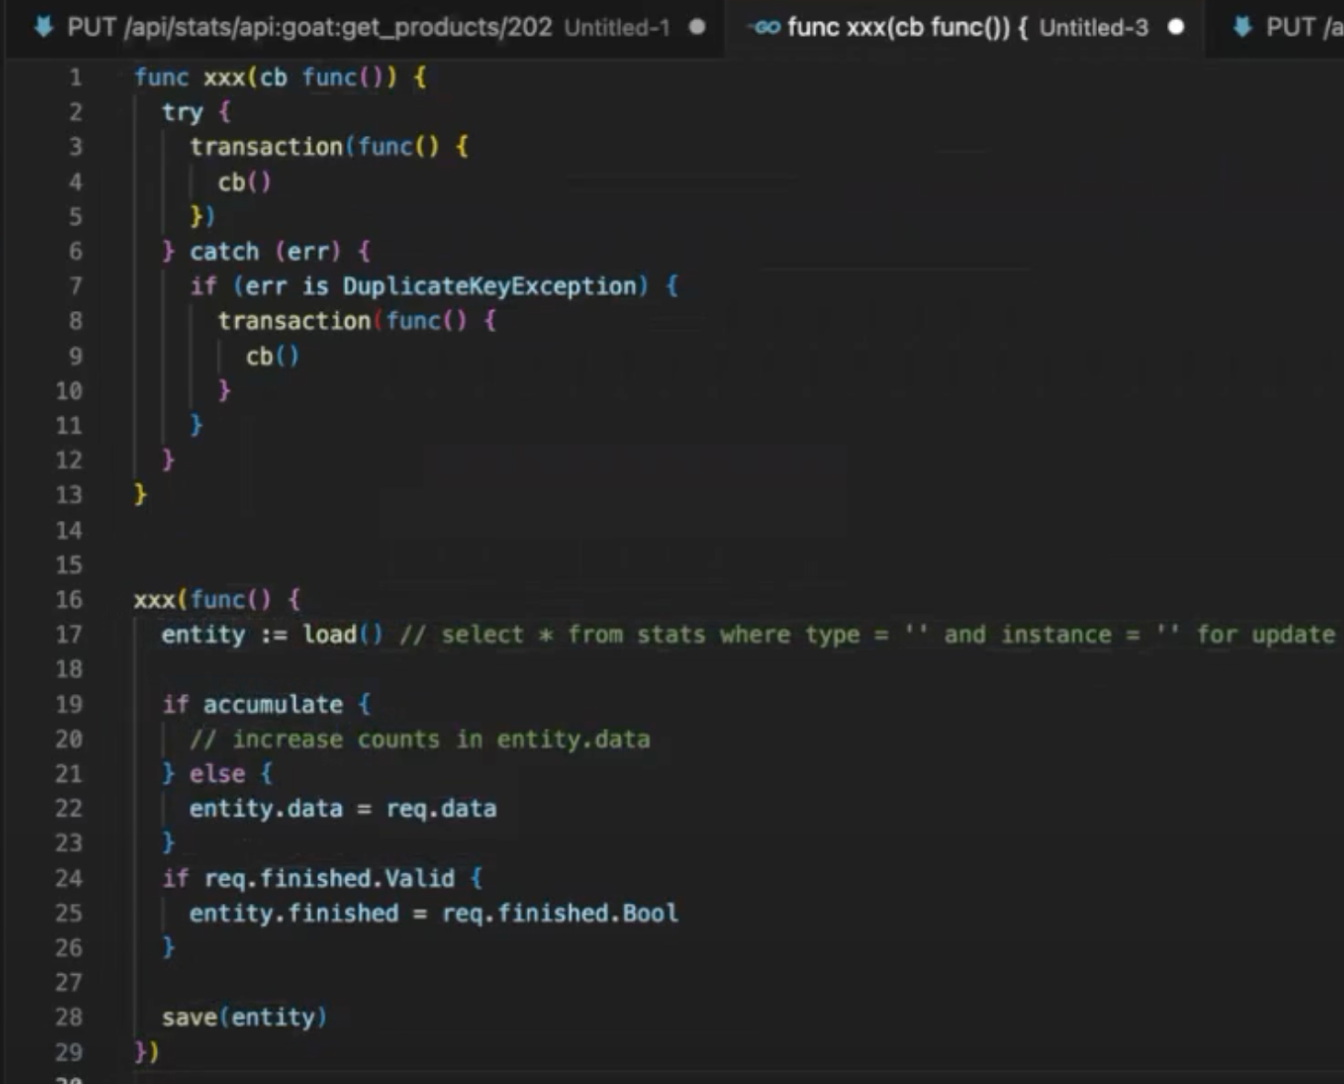 PUT /api/stats/api:goat:get_products/202 Untitled-1 ● func xxx(cb func()) { Untitled-3 ● PUT /a
1 func xxx(cb func()) {
2 try {
3 transaction(func() {
4 cb()
5 })
6 } catch (err) {
7 if (err is DuplicateKeyException) {
8 transaction(func() {
9 cb()
10 }
11 }
12 }
13 }
14
15
16 xxx(func() {
17 entity := load() // select * from stats where type = '' and instance = '' for update
18
19 if accumulate {
20 // increase counts in entity.data
21 } else {
22 entity.data = req.data
23 }
24 if req.finished.Valid {
25 entity.finished = req.finished.Bool
26 }
27
28 save(entity)
29 })
30